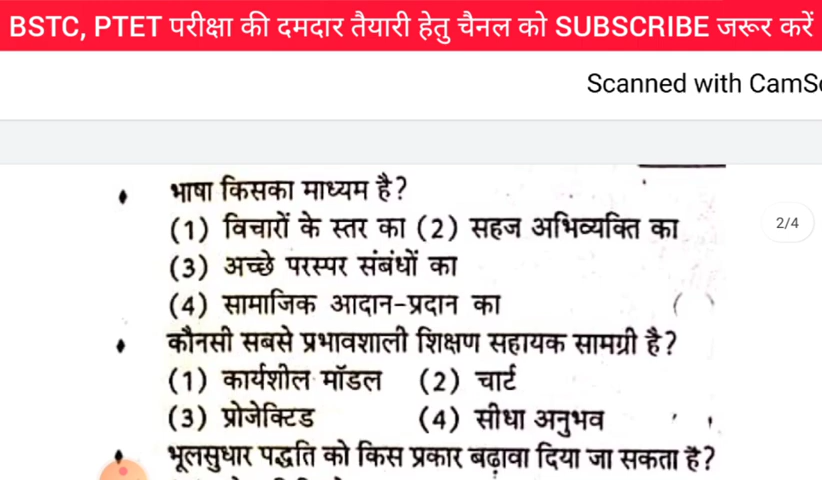 BSTC, PTET परीक्षा की दमदार तैयारी हेतु चैनल को SUBSCRIBE जरूर करें
Scanned with CamSc
2/4
भाषा किसका माध्यम है?
(1) विचारों के स्तर का (2) सहज अभिव्यक्ति का
(3) अच्छे परस्पर संबंधों का
(4) सामाजिक आदान-प्रदान का ( )
कौनसी सबसे प्रभावशाली शिक्षण सहायक सामग्री है?
(1) कार्यशील मॉडल (2) चार्ट
(3) प्रोजेक्टिड (4) सीधा अनुभव
भूलसुधार पद्धति को किस प्रकार बढ़ावा दिया जा सकता है?